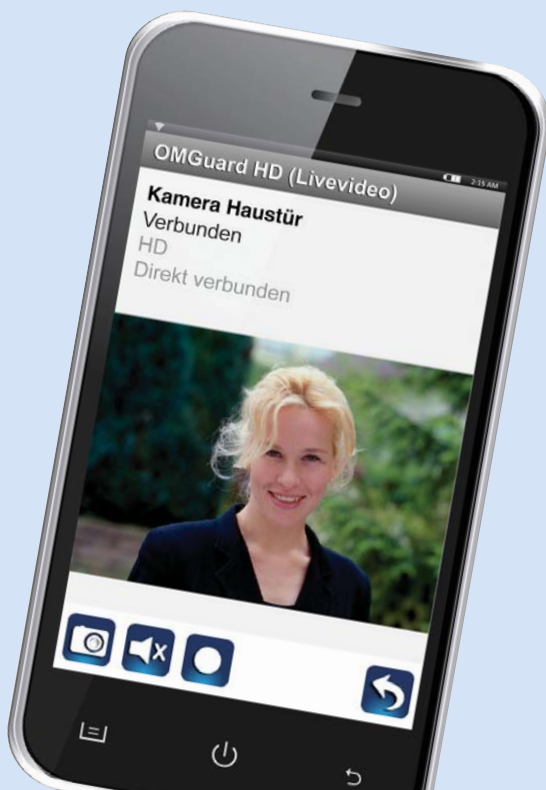 2:15 AM
OMGuard HD (Livevideo)
Kamera Haustür
Verbunden
HD
Direkt verbunden